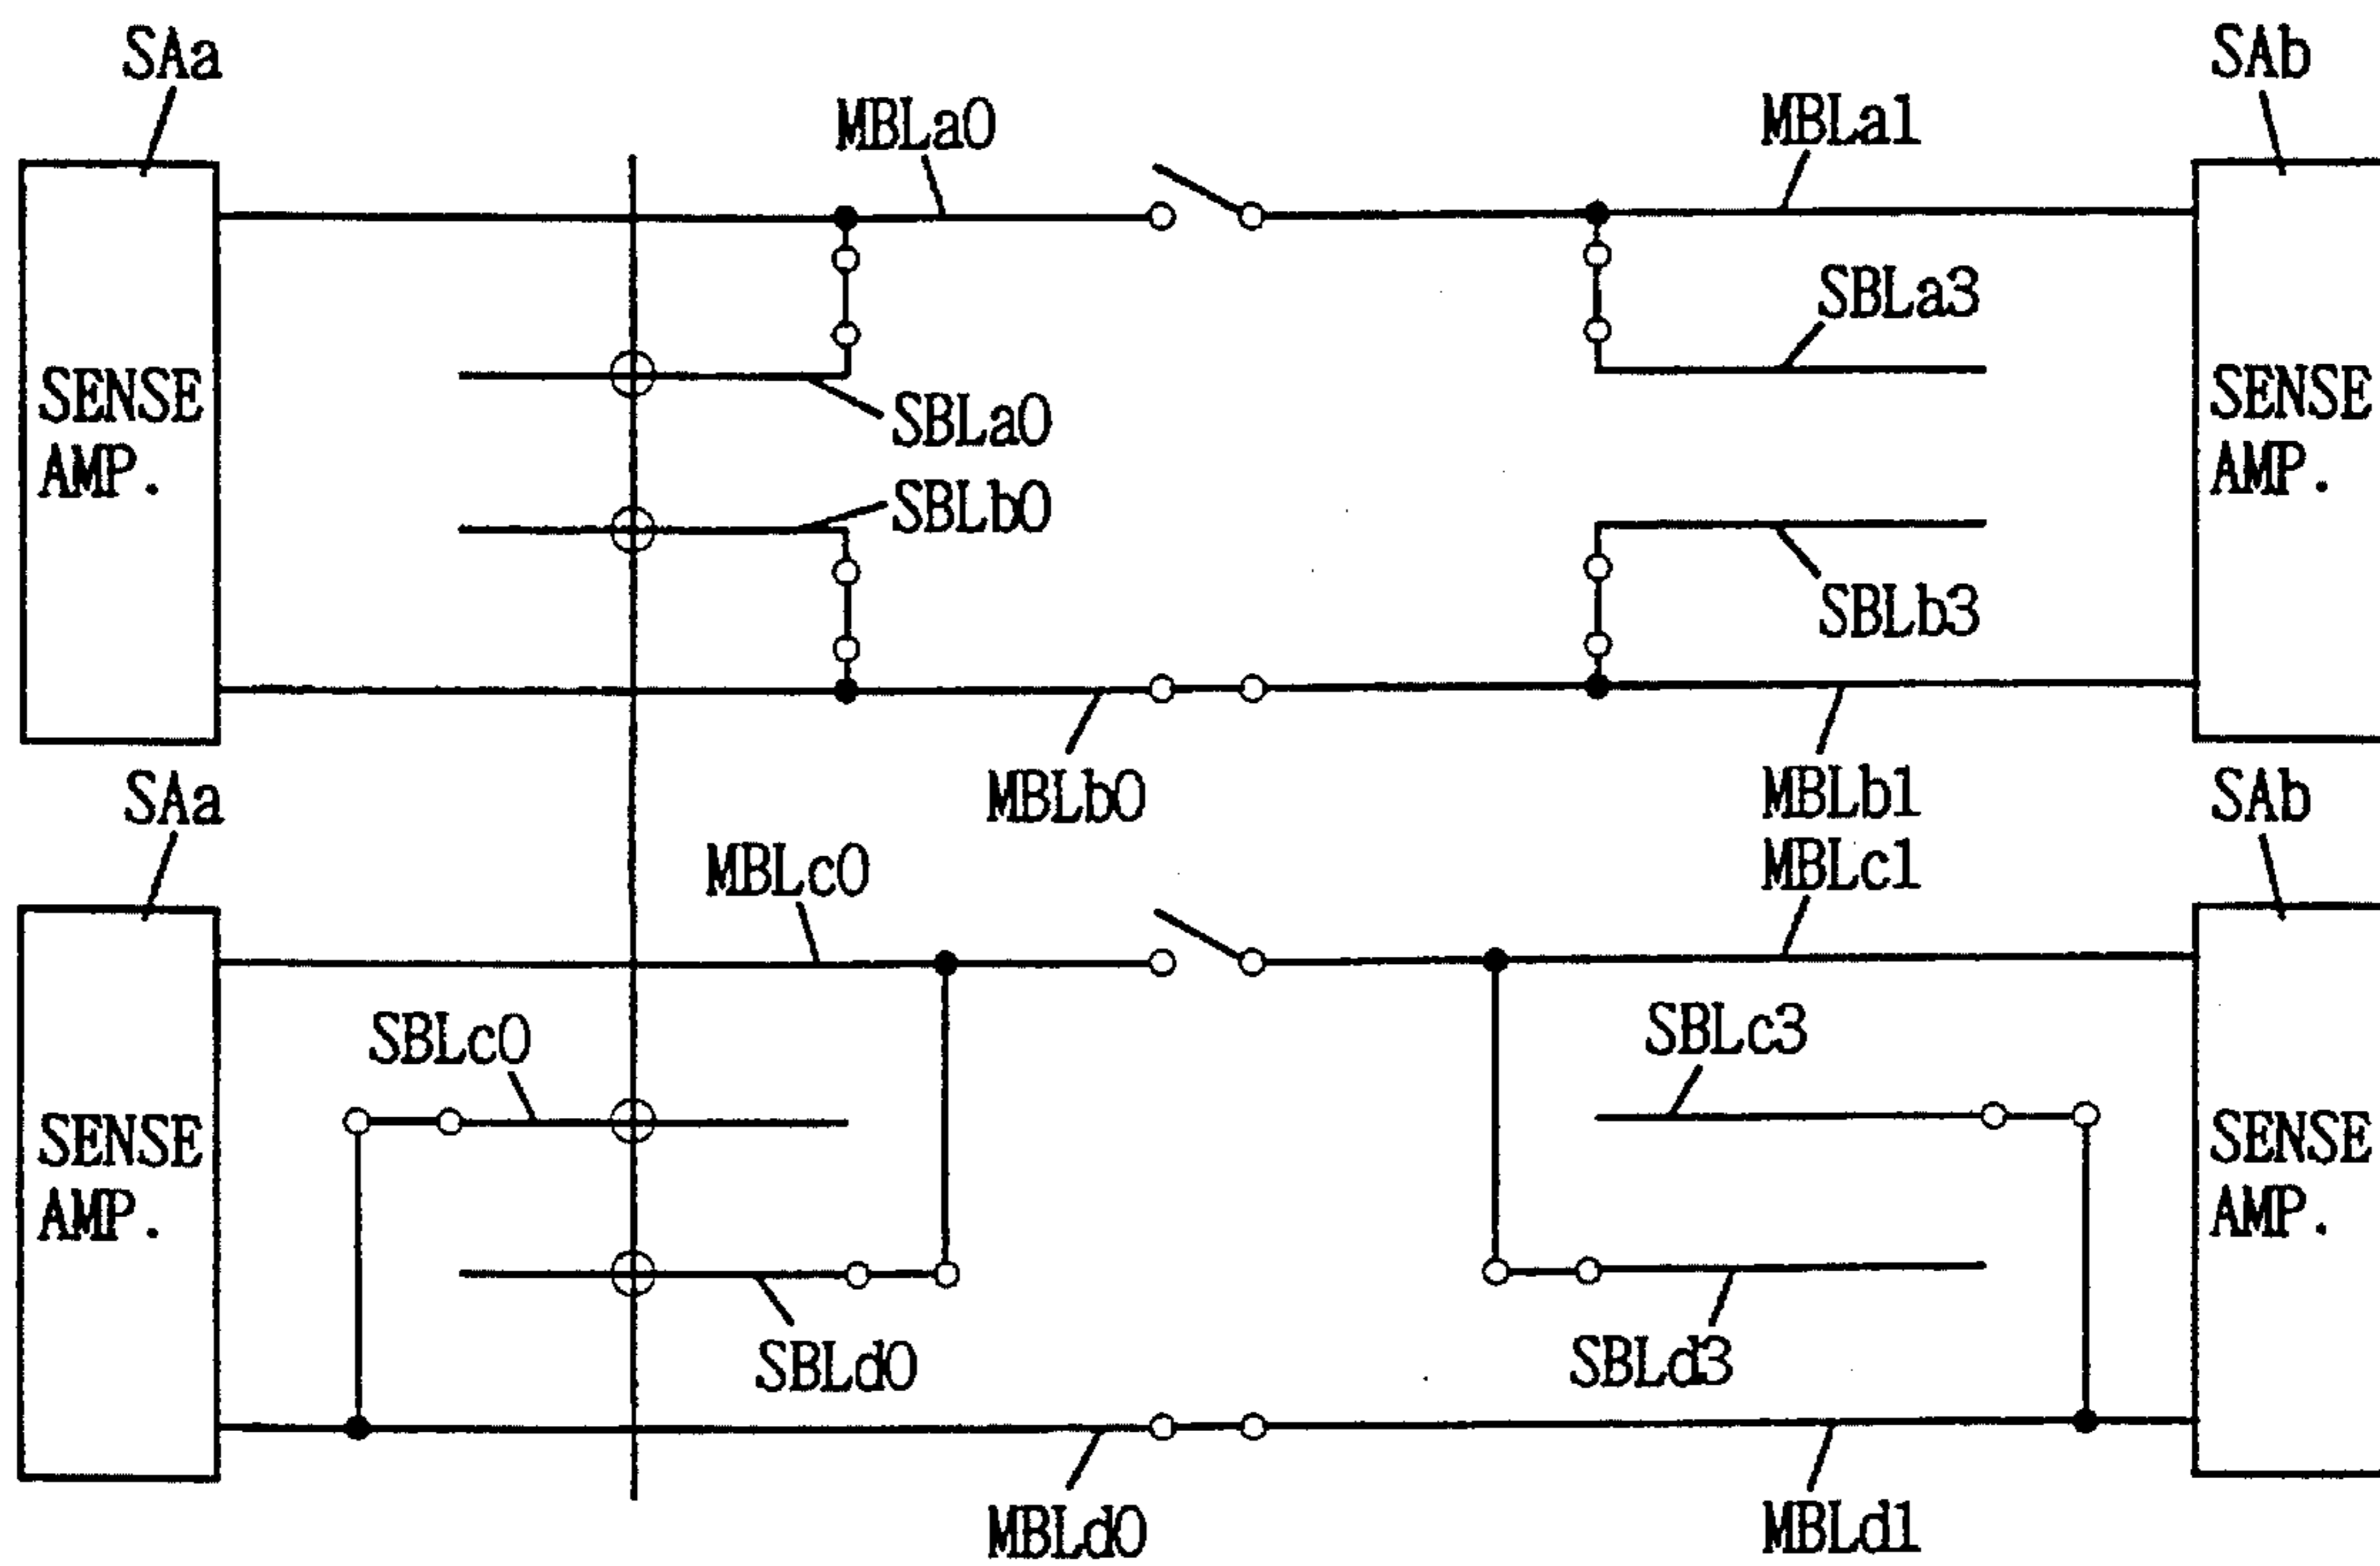 SAa
SAb
MBLa0
MBLa1
SBLa3
SENSE
AMP.
SENSE
AMP.
SBLa0
SBLb0
SBLb3
MBLb0
MBLb1
SAa
SAb
MBLc0
MBLc1
SBLc0
SBLc3
SENSE
AMP.
SENSE
AMP.
SBLd0
SBLd3
MBLd0
MBLd1